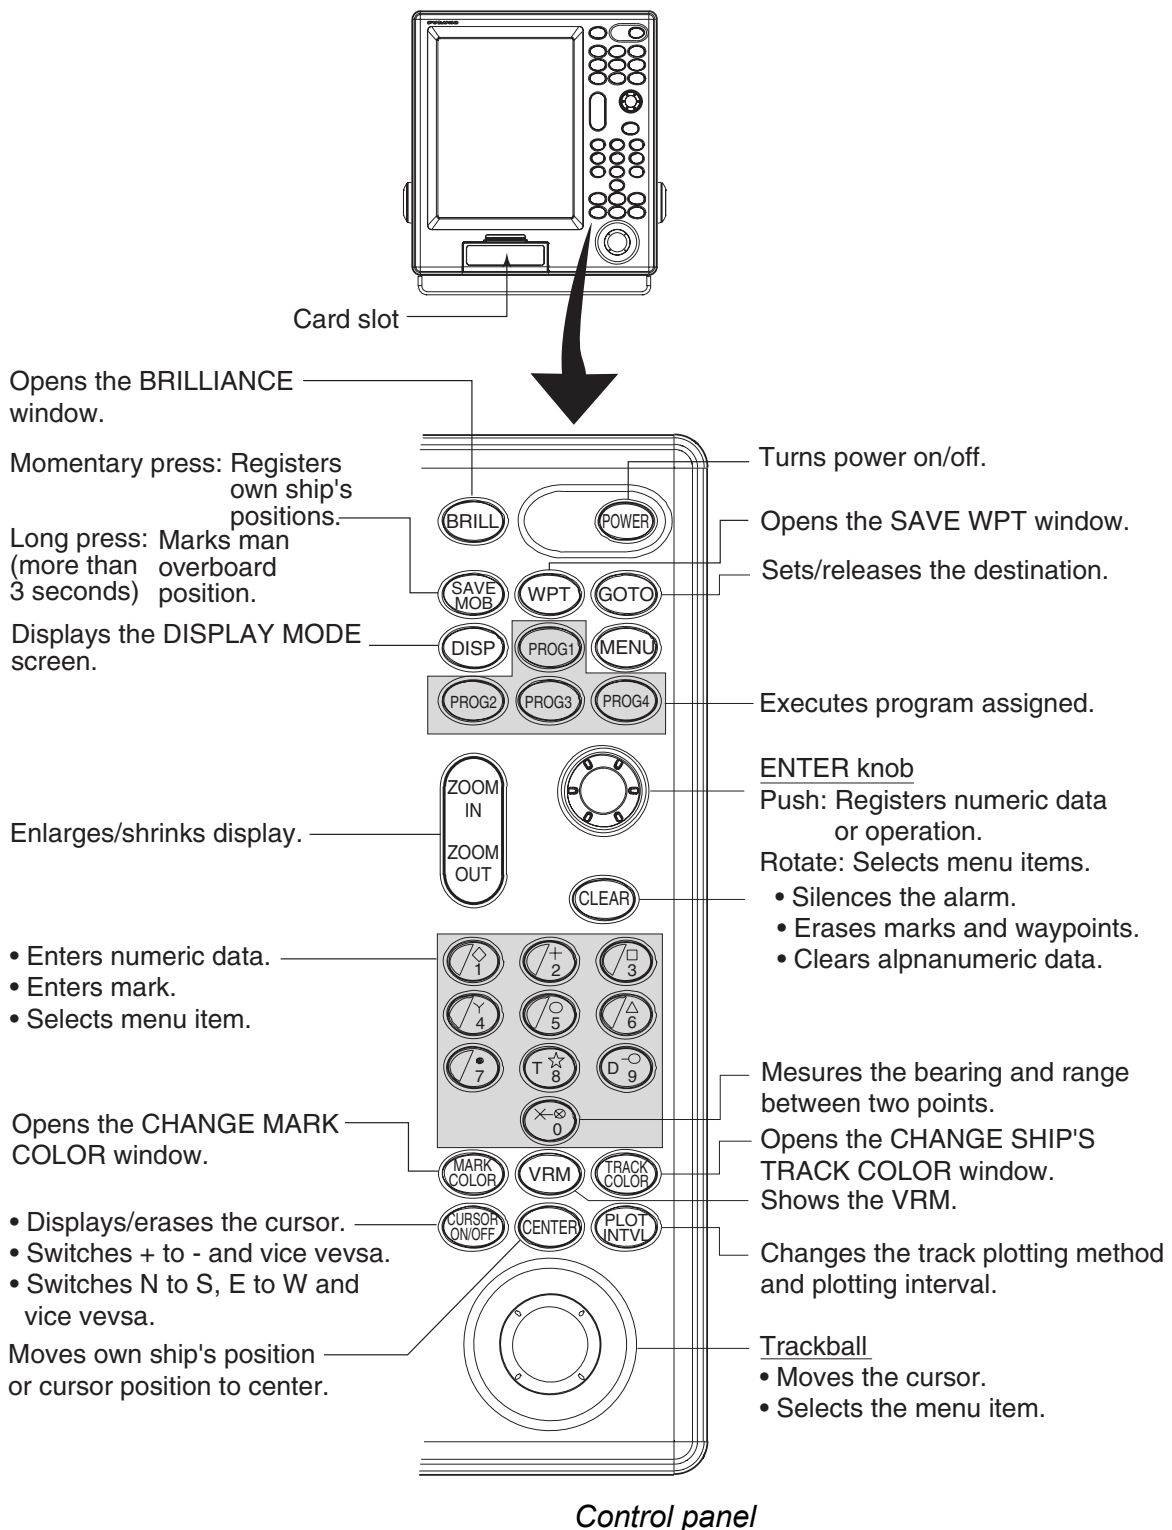 FURUNO
Card slot
Opens the BRILLIANCE
window.
Momentary press: Registers
own ship's
positions.
Long press: Marks man
(more than overboard
3 seconds) position.
Displays the DISPLAY MODE
screen.
Enlarges/shrinks display.
• Enters numeric data.
• Enters mark.
• Selects menu item.
Opens the CHANGE MARK
COLOR window.
• Displays/erases the cursor.
• Switches + to - and vice vevsa.
• Switches N to S, E to W and
vice vevsa.
Moves own ship's position
or cursor position to center.
BRILL
POWER
SAVE
MOB
WPT
GOTO
DISP
PROG1
MENU
PROG2
PROG3
PROG4
ZOOM
IN
ZOOM
OUT
CLEAR
1
2
3
4
5
6
7
T 8
D 9
0
MARK
COLOR
VRM
TRACK
COLOR
CURSOR
ON/OFF
CENTER
PLOT
INTVL
Turns power on/off.
Opens the SAVE WPT window.
Sets/releases the destination.
Executes program assigned.
ENTER knob
Push: Registers numeric data
or operation.
Rotate: Selects menu items.
• Silences the alarm.
• Erases marks and waypoints.
• Clears alpnanumeric data.
Mesures the bearing and range
between two points.
Opens the CHANGE SHIP'S
TRACK COLOR window.
Shows the VRM.
Changes the track plotting method
and plotting interval.
Trackball
• Moves the cursor.
• Selects the menu item.
Control panel